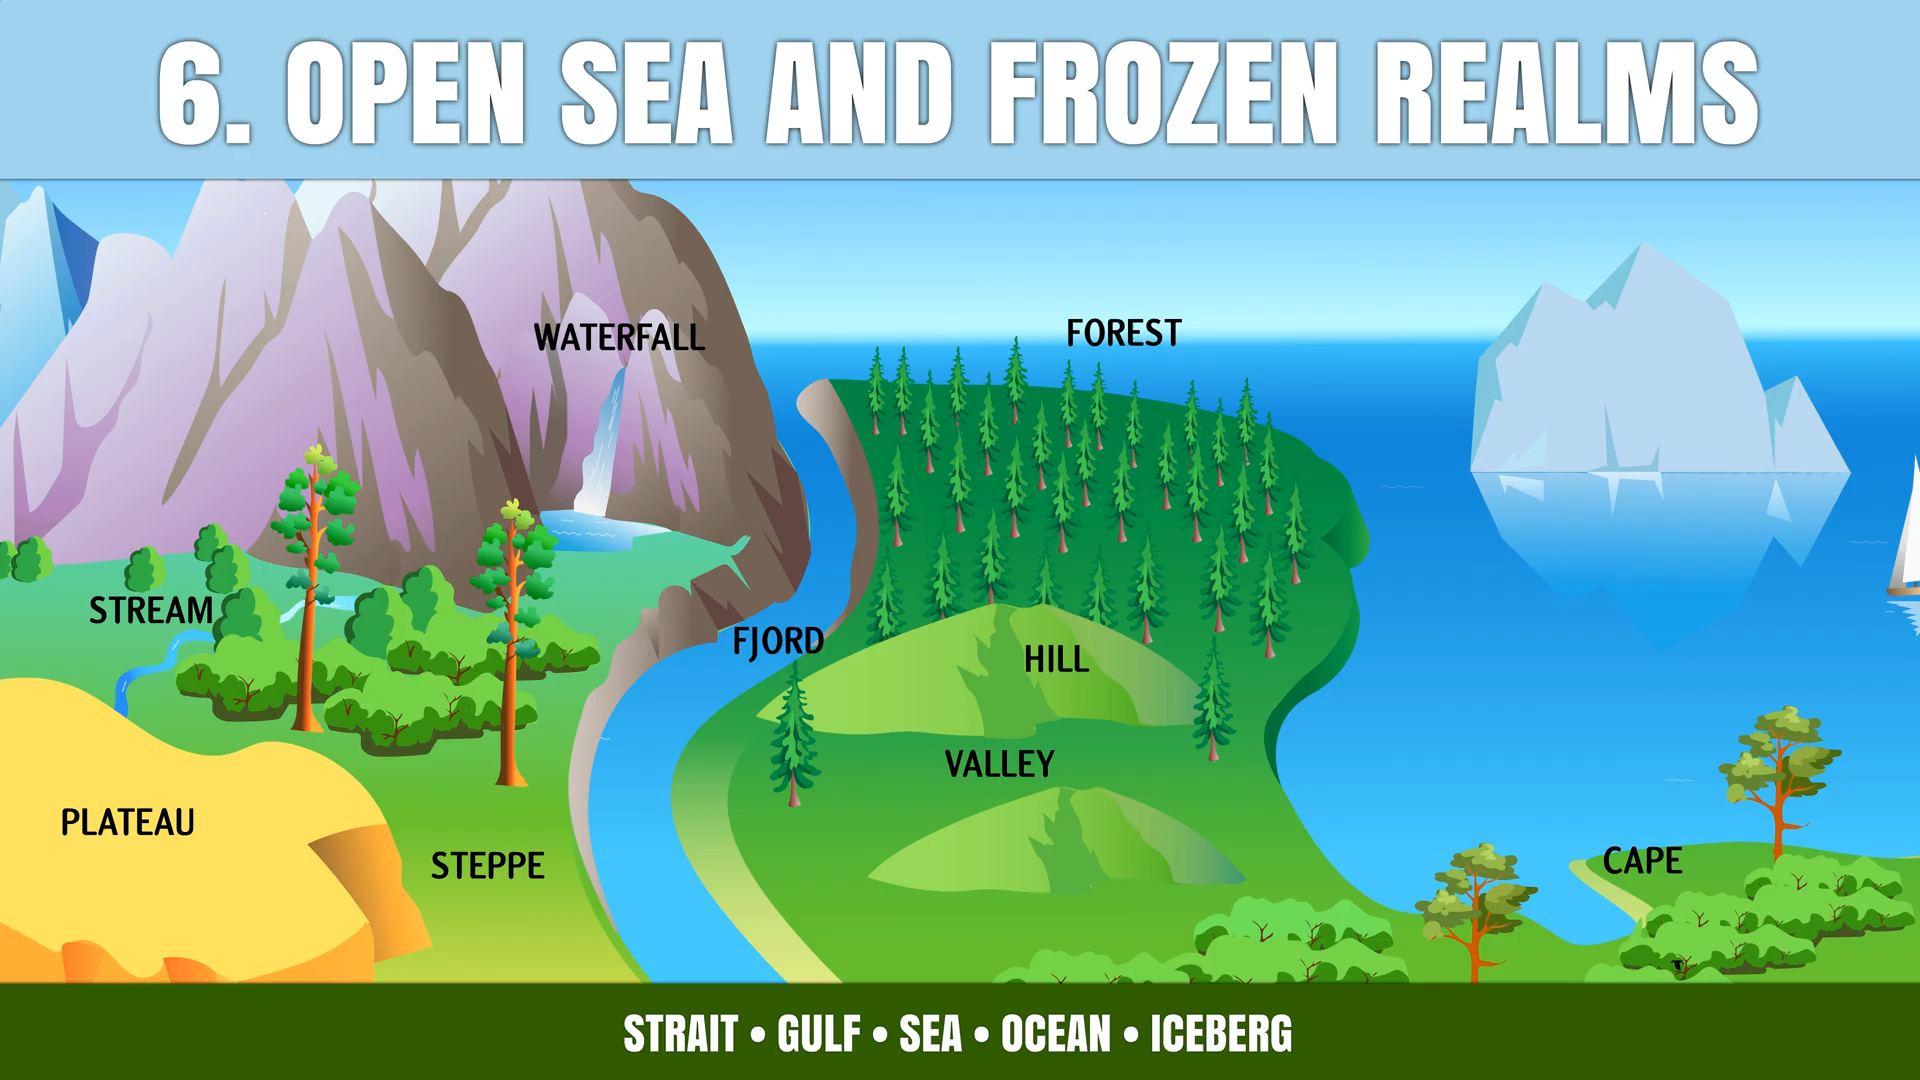 6. OPEN SEA AND FROZEN REALMS
WATERFALL
FOREST
STREAM
FJORD
HILL
VALLEY
PLATEAU
STEPPE
CAPE
STRAIT • GULF • SEA • OCEAN • ICEBERG